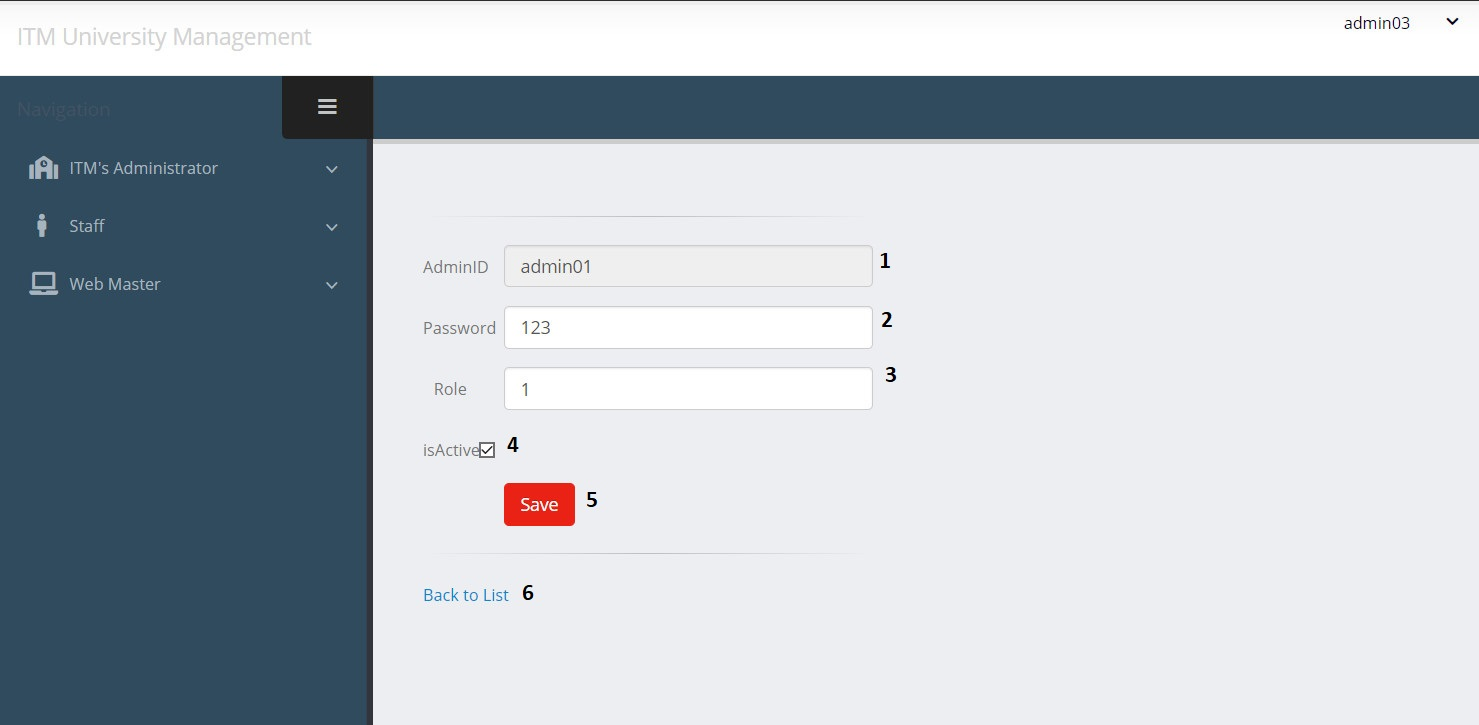 ITM University Management
admin03
Navigation
ITM's Administrator
Staff
Web Master
AdminID admin01 1
Password 123 2
Role 1 3
isActive 4
Save 5
Back to List 6